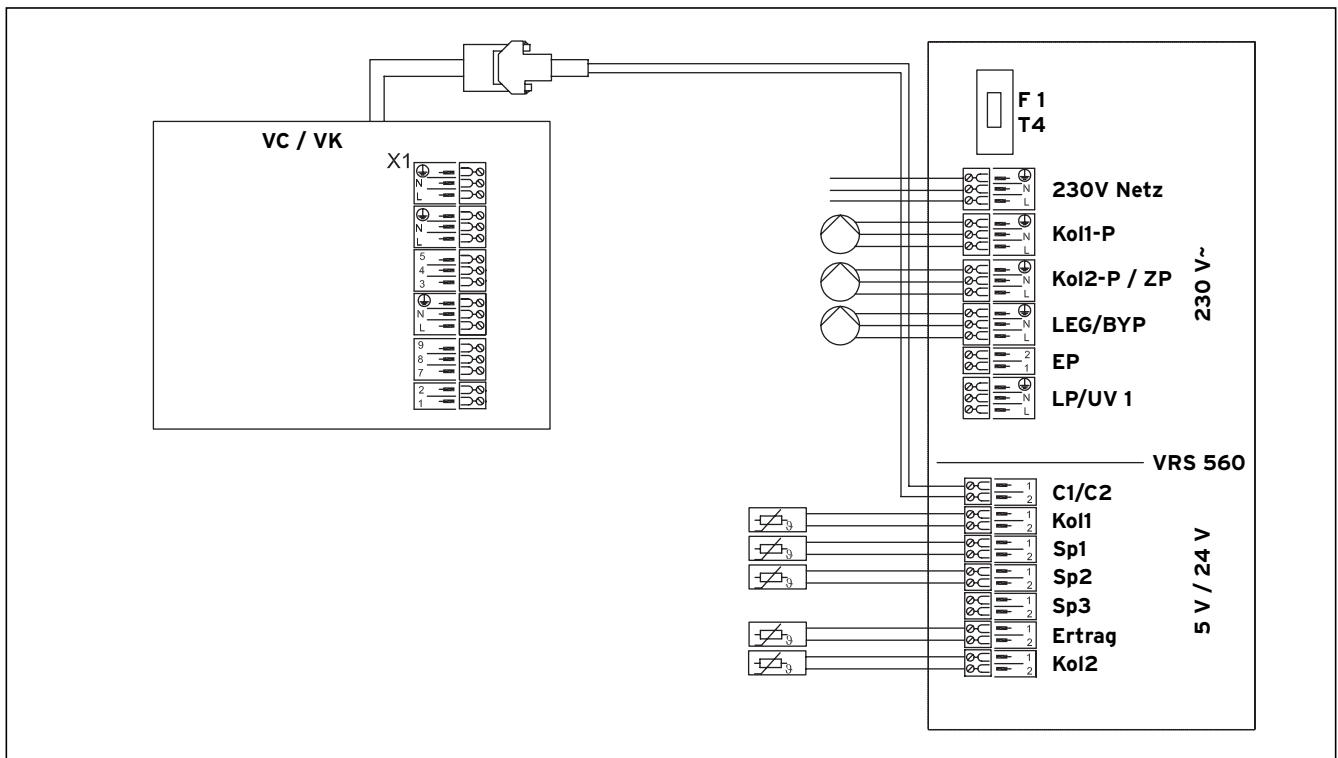 VC / VK
X1
N
L
N
L
5
4
3
N
L
9
8
7
2
1
F 1
T4
N
L
230V Netz
N
L
Kol1-P
N
L
Kol2-P / ZP
N
L
LEG/BYP
2
1
EP
N
L
LP/UV 1
230 V~
VRS 560
1
2
C1/C2
1
2
Kol1
1
2
Sp1
1
2
Sp2
1
2
Sp3
1
2
Ertrag
1
2
Kol2
5 V / 24 V
ϑ
ϑ
ϑ
ϑ
ϑ